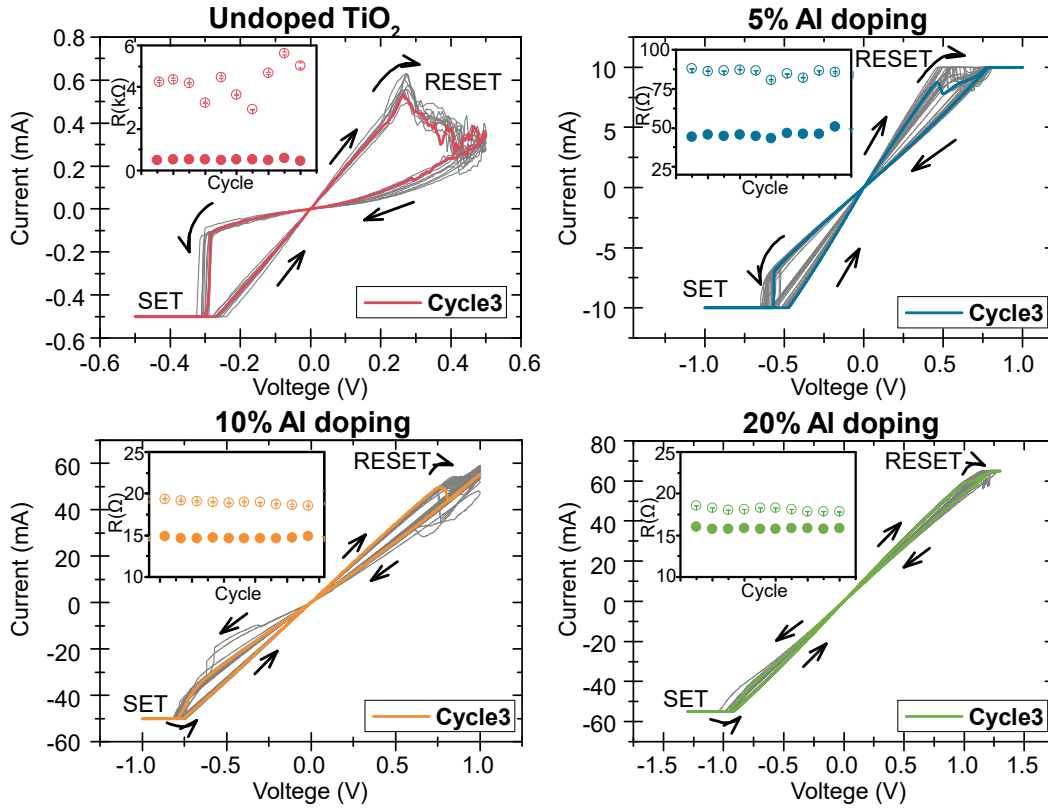 Undoped TiO₂
0.8
0.6
0.4
0.2
0.0
-0.2
-0.4
-0.6
Current (mA)
-0.6 -0.4 -0.2 0.0 0.2 0.4 0.6
Voltege (V)
6
4
2
0
R(kΩ)
Cycle
RESET
SET
Cycle3
5% Al doping
10
5
0
-5
-10
Current (mA)
-1.0 -0.5 0.0 0.5 1.0
Voltege (V)
100
75
50
25
R(Ω)
Cycle
RESET
SET
Cycle3
10% Al doping
60
40
20
0
-20
-40
-60
Current (mA)
-1.0 -0.5 0.0 0.5 1.0
Voltege (V)
25
20
15
10
R(Ω)
Cycle
RESET
SET
Cycle3
20% Al doping
80
60
40
20
0
-20
-40
-60
Current (mA)
-1.5 -1.0 -0.5 0.0 0.5 1.0 1.5
Voltege (V)
25
20
15
10
R(Ω)
Cycle
RESET
SET
Cycle3